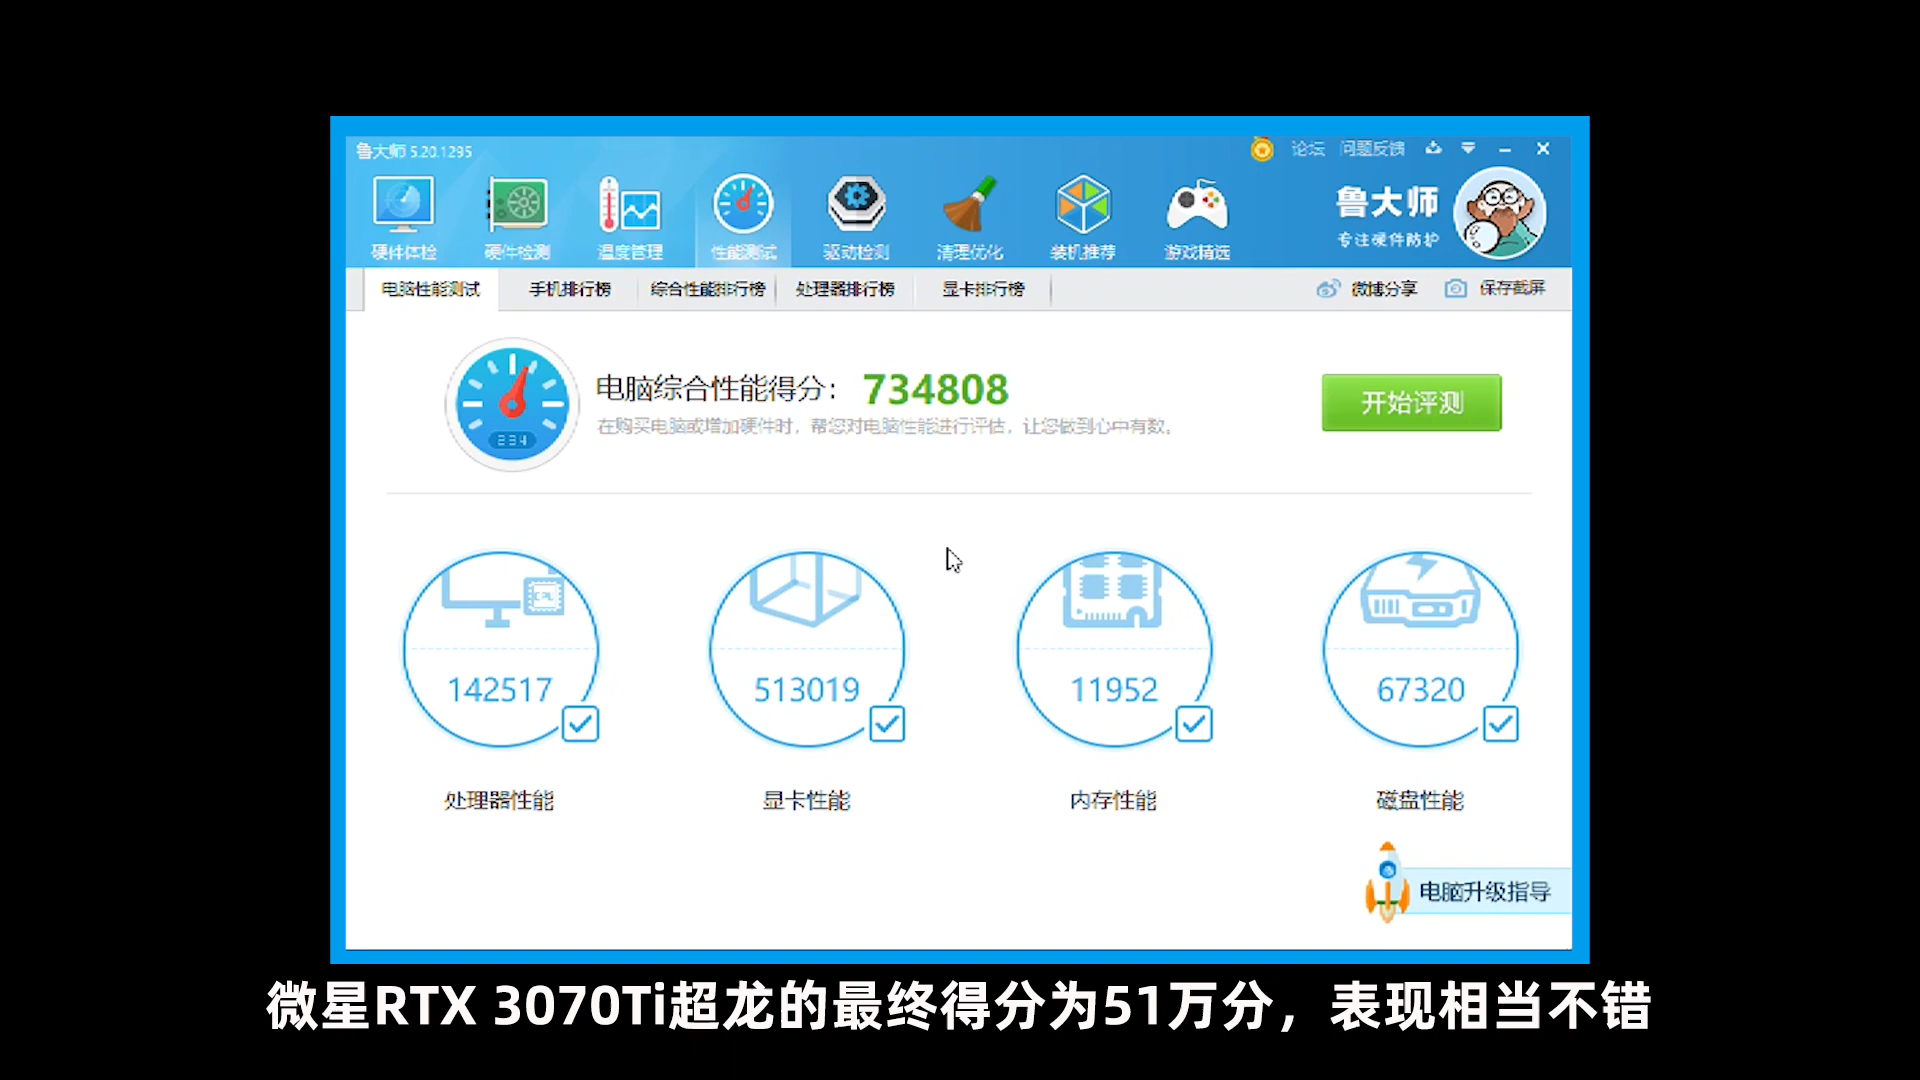 鲁大师 5.20.1295
论坛 问题反馈
硬件体检 硬件检测 温度管理 性能测试 驱动检测 清理优化 装机推荐 游戏精选
鲁大师
专注硬件防护
电脑性能测试 手机排行榜 综合性能排行榜 处理器排行榜 显卡排行榜 微博分享 保存截屏
电脑综合性能得分： 734808
在购买电脑或增加硬件时，帮您对电脑性能进行评估，让您做到心中有数。
开始评测
234
CPU
142517 513019 11952 67320
处理器性能 显卡性能 内存性能 磁盘性能
电脑升级指导
微星RTX 3070Ti超龙的最终得分为51万分，表现相当不错